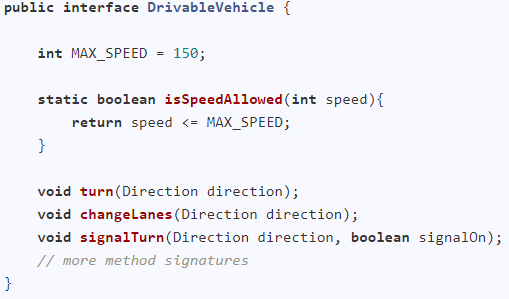 public interface DrivableVehicle {
int MAX_SPEED = 150;
static boolean isSpeedAllowed(int speed){
return speed <= MAX_SPEED;
}
void turn(Direction direction);
void changeLanes(Direction direction);
void signalTurn(Direction direction, boolean signalOn);
// more method signatures
}